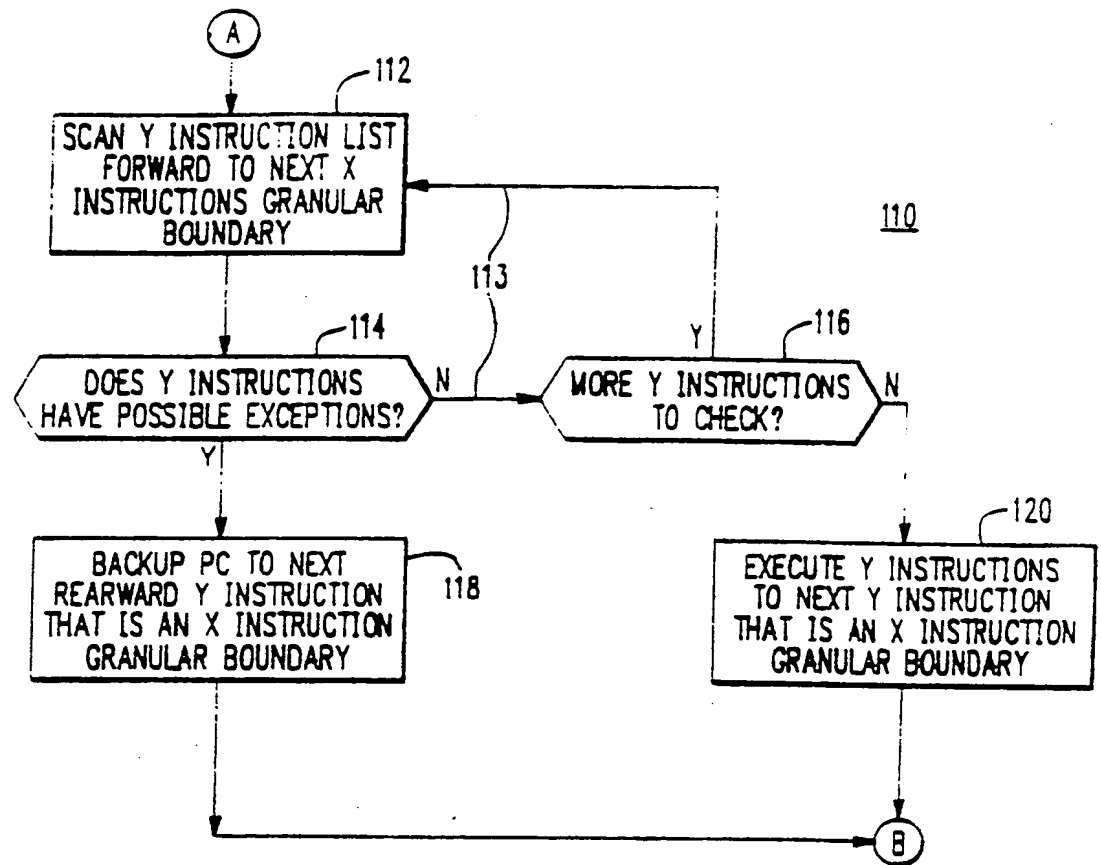 A
112
SCAN Y INSTRUCTION LIST
FORWARD TO NEXT X
INSTRUCTIONS GRANULAR
BOUNDARY
110
113
114
DOES Y INSTRUCTIONS
HAVE POSSIBLE EXCEPTIONS?
N
Y
116
MORE Y INSTRUCTIONS
TO CHECK?
N
Y
118
BACKUP PC TO NEXT
REARWARD Y INSTRUCTION
THAT IS AN X INSTRUCTION
GRANULAR BOUNDARY
120
EXECUTE Y INSTRUCTIONS
TO NEXT Y INSTRUCTION
THAT IS AN X INSTRUCTION
GRANULAR BOUNDARY
B